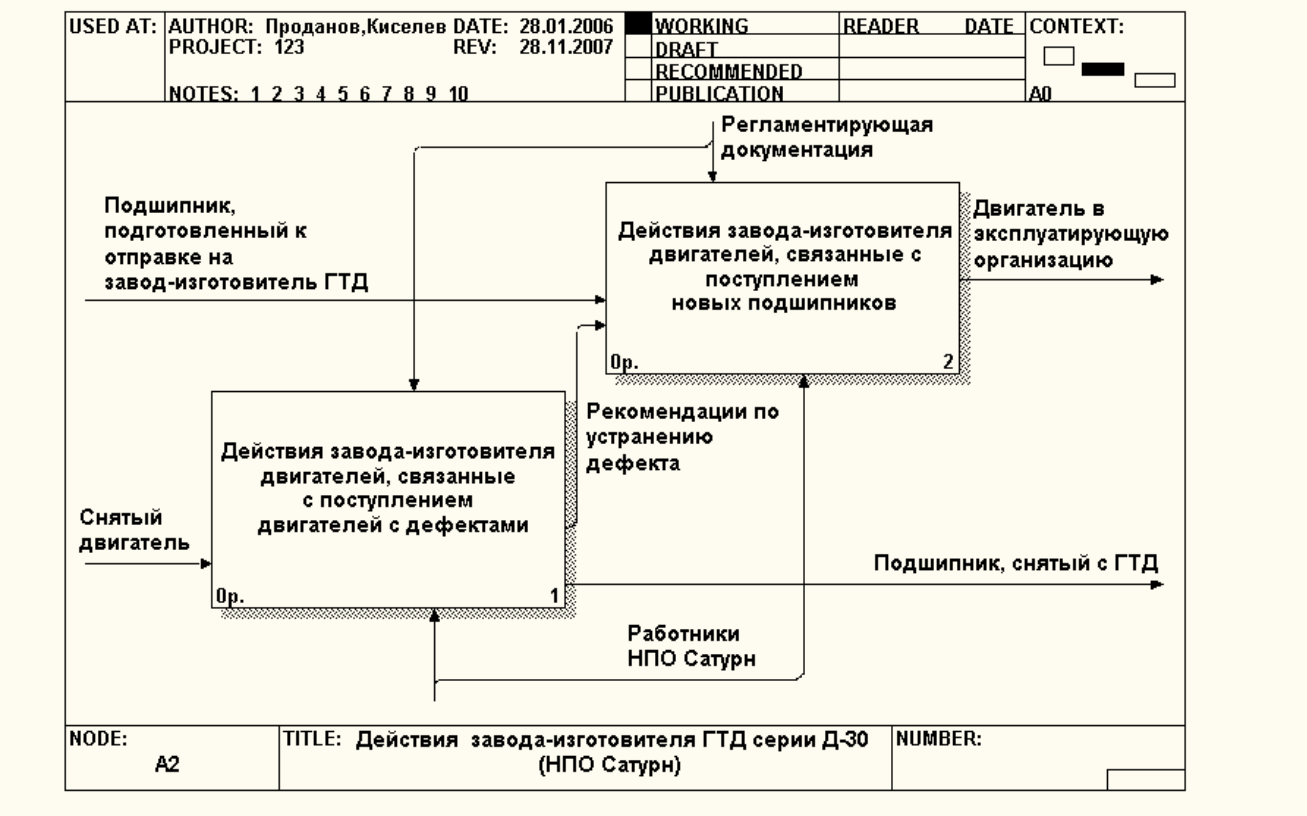 USED AT:
AUTHOR: Проданов,Киселев DATE: 28.01.2006
PROJECT: 123 REV: 28.11.2007
NOTES: 1 2 3 4 5 6 7 8 9 10
WORKING
DRAFT
RECOMMENDED
PUBLICATION
READER DATE
CONTEXT:
A0
Регламентирующая
документация
Подшипник,
подготовленный к
отправке на
завод-изготовитель ГТД
Действия завода-изготовителя
двигателей, связанные с
поступлением
новых подшипников
0р. 2
Двигатель в
эксплуатирующую
организацию
Рекомендации по
устранению
дефекта
Действия завода-изготовителя
двигателей, связанные
с поступлением
двигателей с дефектами
0р. 1
Снятый
двигатель
Подшипник, снятый с ГТД
Работники
НПО Сатурн
NODE:
A2
TITLE: Действия завода-изготовителя ГТД серии Д-30
(НПО Сатурн)
NUMBER: